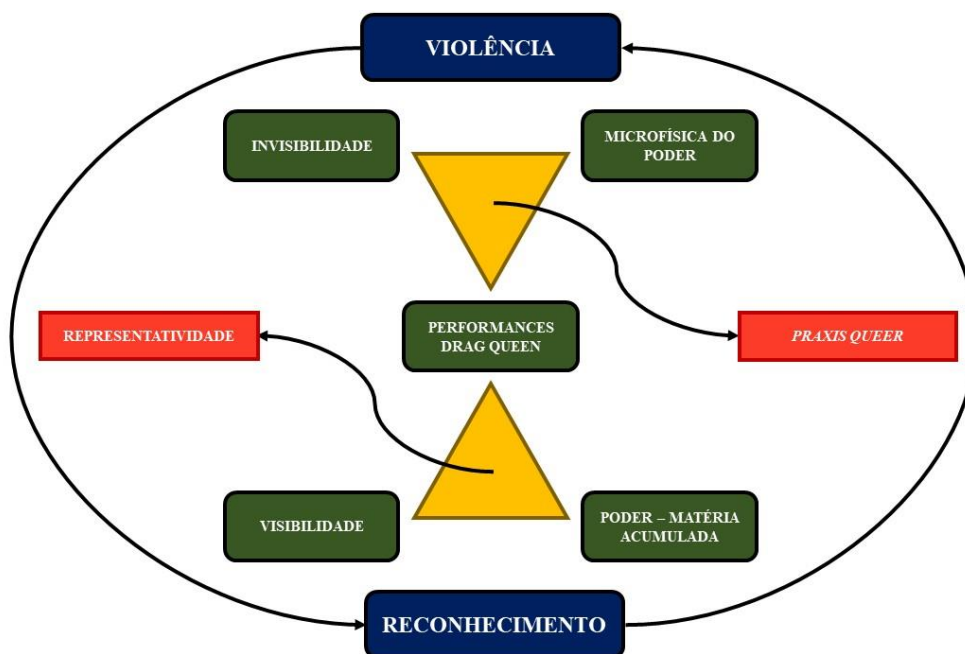 VIOLÊNCIA
INVISIBILIDADE
MICROFÍSICA DO
PODER
REPRESENTATIVIDADE
PERFORMANCES
DRAG QUEEN
PRAXIS QUEER
VISIBILIDADE
PODER – MATÉRIA
ACUMULADA
RECONHECIMENTO